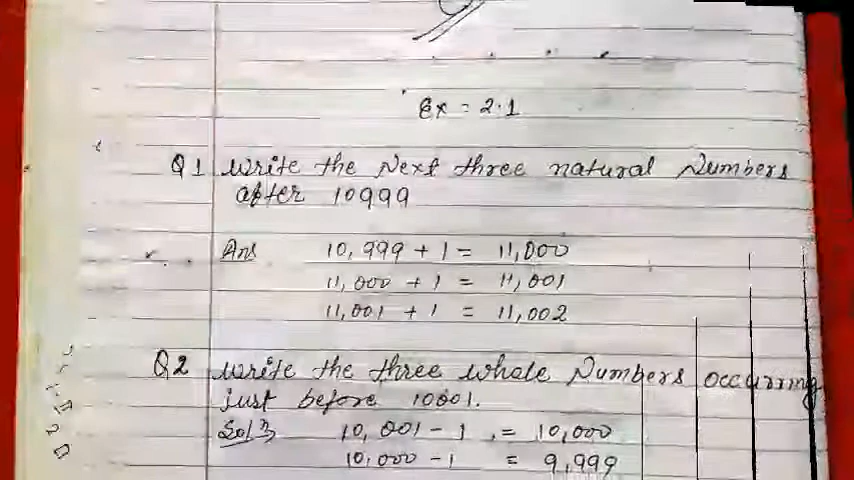 Ex = 2.1
Q1 Write the Next three natural Numbers
after 10999
Ans 10,999 + 1 = 11,000
11,000 + 1 = 11,001
11,001 + 1 = 11,002
Q2 Write the three whole Numbers occurring
just before 10001.
Soln 10,001 - 1 = 10,000
10,000 - 1 = 9,999